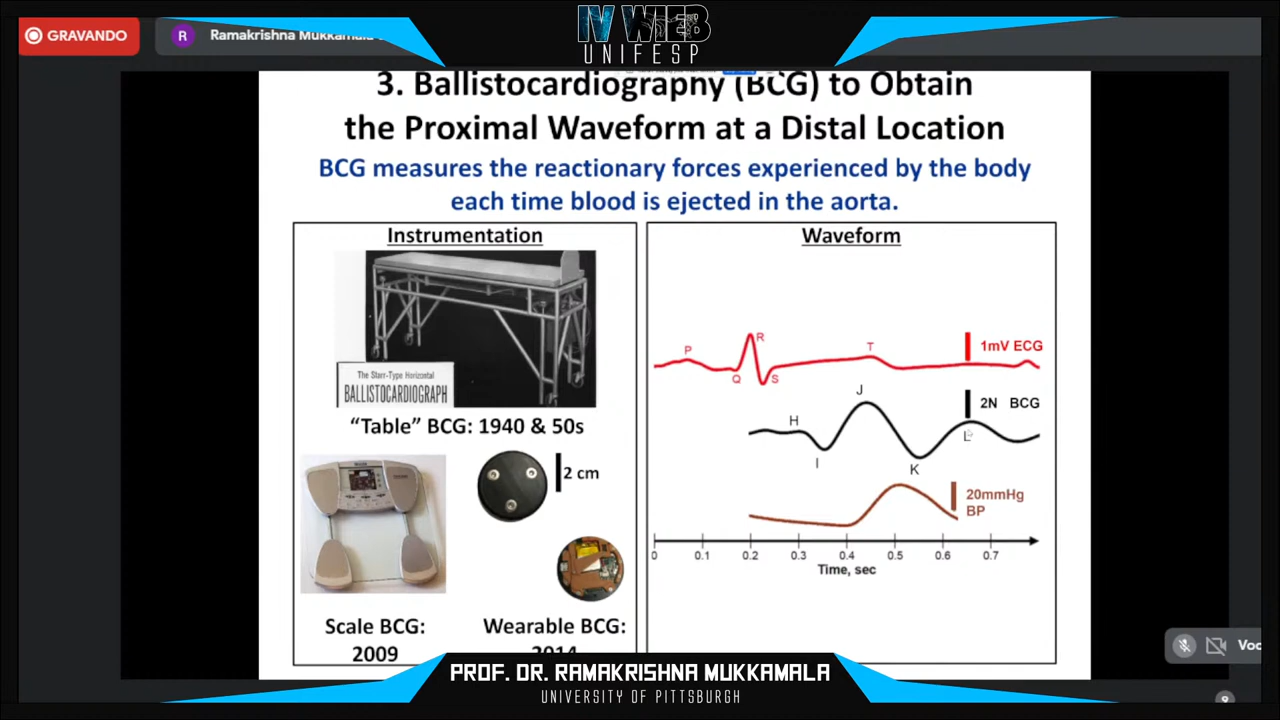 GRAVANDO
R
Ramakrishna Mukkamala
IV WEB
UNIFESP
3. Ballistocardiography (BCG) to Obtain
the Proximal Waveform at a Distal Location
BCG measures the reactionary forces experienced by the body
each time blood is ejected in the aorta.
Instrumentation
The Starr-Type Horizontal
BALLISTOCARDIOGRAPH
"Table" BCG: 1940 & 50s
2 cm
Scale BCG:
2009
Wearable BCG:
2014
Waveform
P
R
Q
S
T
1mV ECG
H
I
J
K
L
2N BCG
20mmHg
BP
0 0.1 0.2 0.3 0.4 0.5 0.6 0.7
Time, sec
Voc
PROF. DR. RAMAKRISHNA MUKKAMALA
UNIVERSITY OF PITTSBURGH